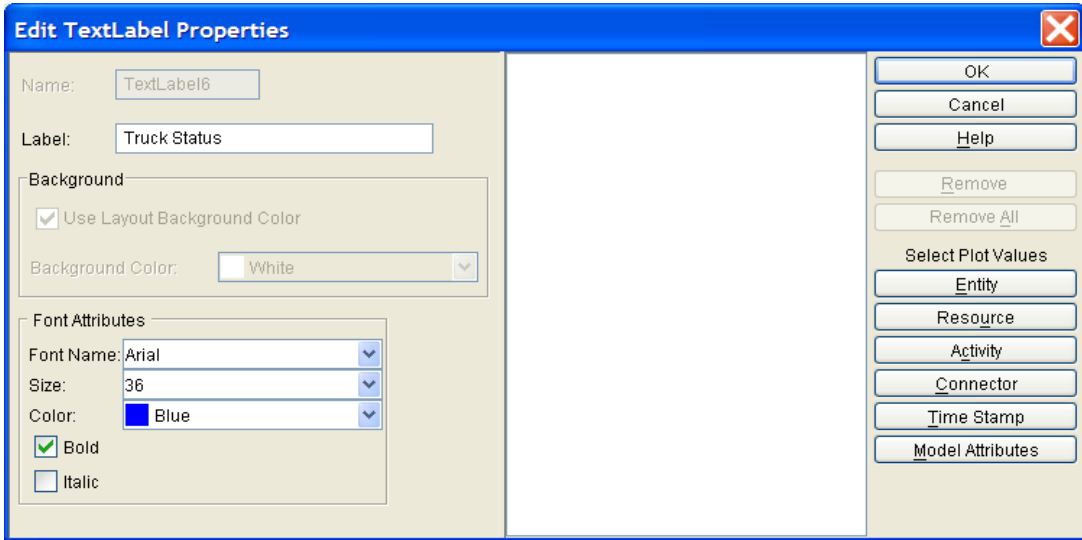 Edit TextLabel Properties
Name: TextLabel6
Label: Truck Status
Background
Use Layout Background Color
Background Color: White
Font Attributes
Font Name: Arial
Size: 36
Color: Blue
Bold
Italic
OK
Cancel
Help
Remove
Remove All
Select Plot Values
Entity
Resource
Activity
Connector
Time Stamp
Model Attributes